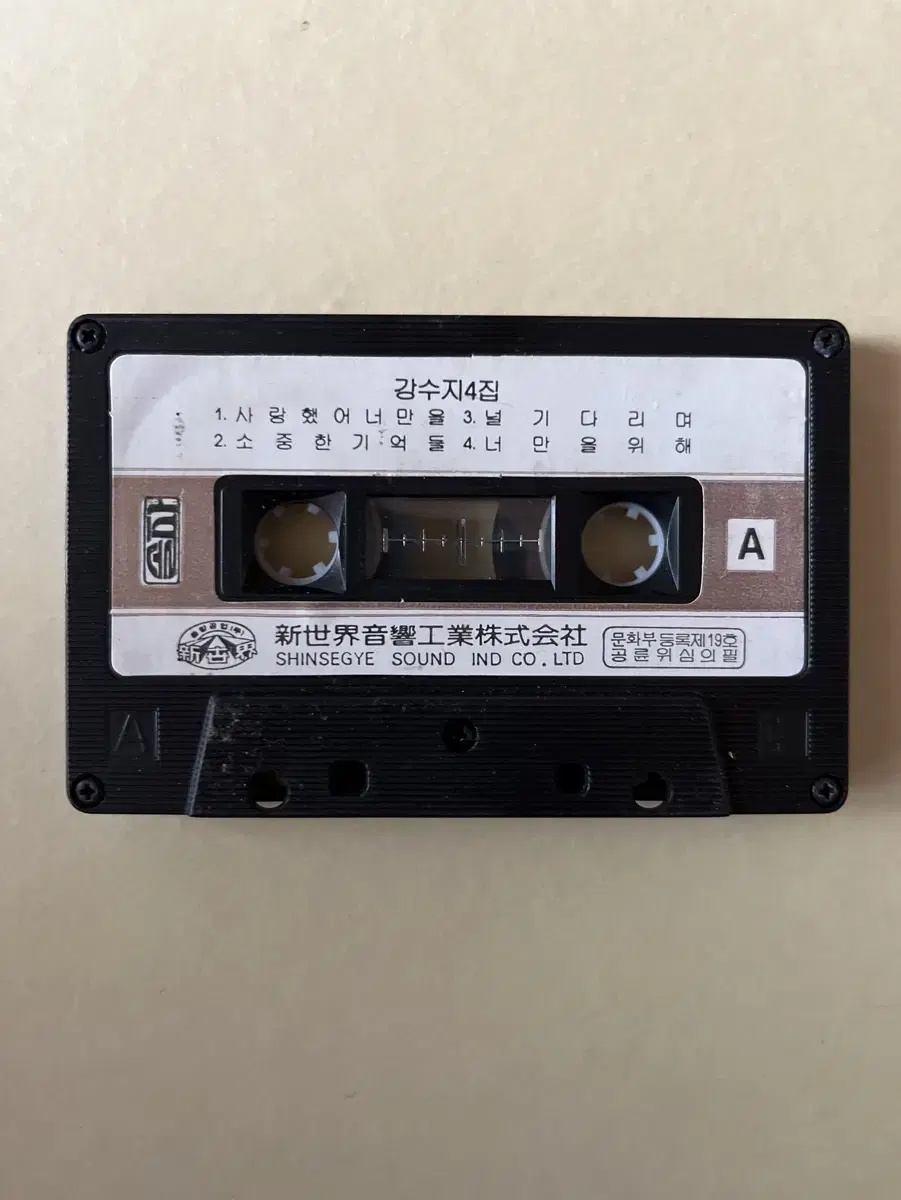 강수지4집
1. 사랑했어너만을 3. 널 기 다 리 며
2. 소중한기억들 4. 너 만 을 위 해
A
新世界音響工業株式会社
SHINSEGYE SOUND IND CO., LTD
문화부등록제19호
공륜위심의필
新世界
A